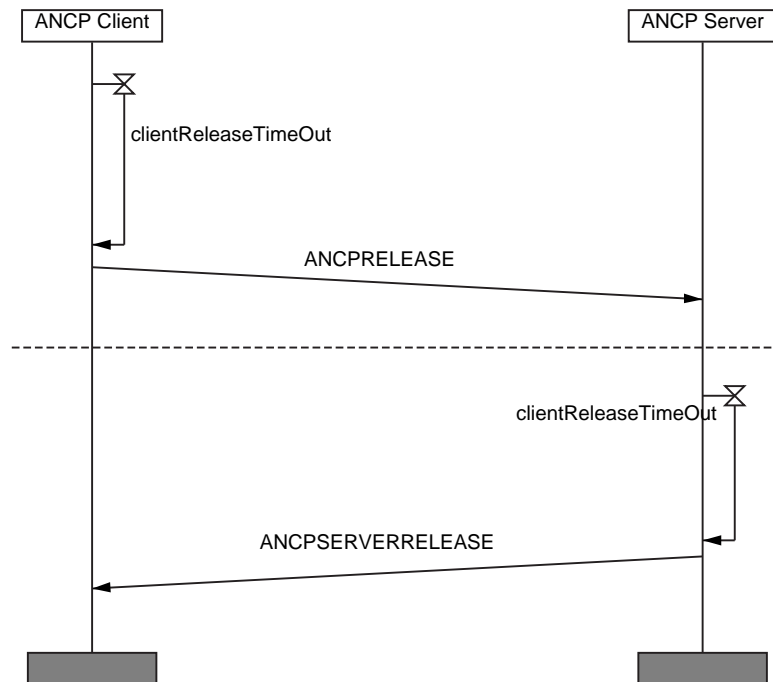 ANCP Client
ANCP Server
clientReleaseTimeOut
ANCPRELEASE
clientReleaseTimeOut
ANCPSERVERRELEASE